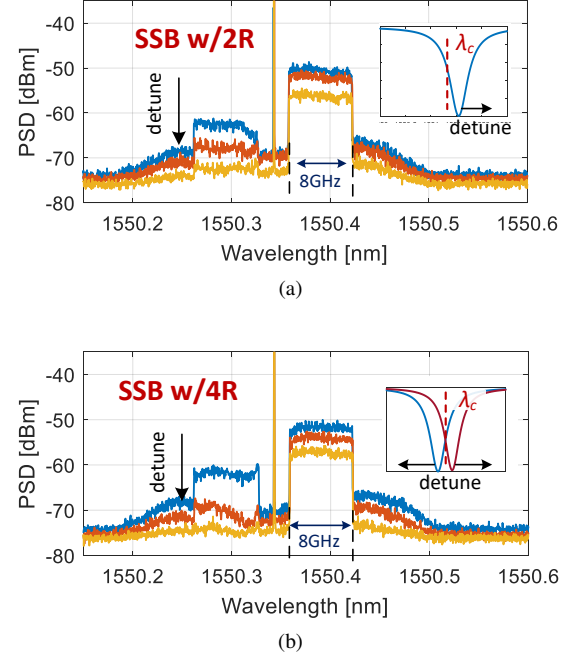 SSB w/2R
λc
detune
detune
8GHz
PSD [dBm]
-40
-50
-60
-70
-80
1550.2
1550.3
1550.4
1550.5
1550.6
Wavelength [nm]
(a)
SSB w/4R
λc
detune
detune
8GHz
PSD [dBm]
-40
-50
-60
-70
-80
1550.2
1550.3
1550.4
1550.5
1550.6
Wavelength [nm]
(b)